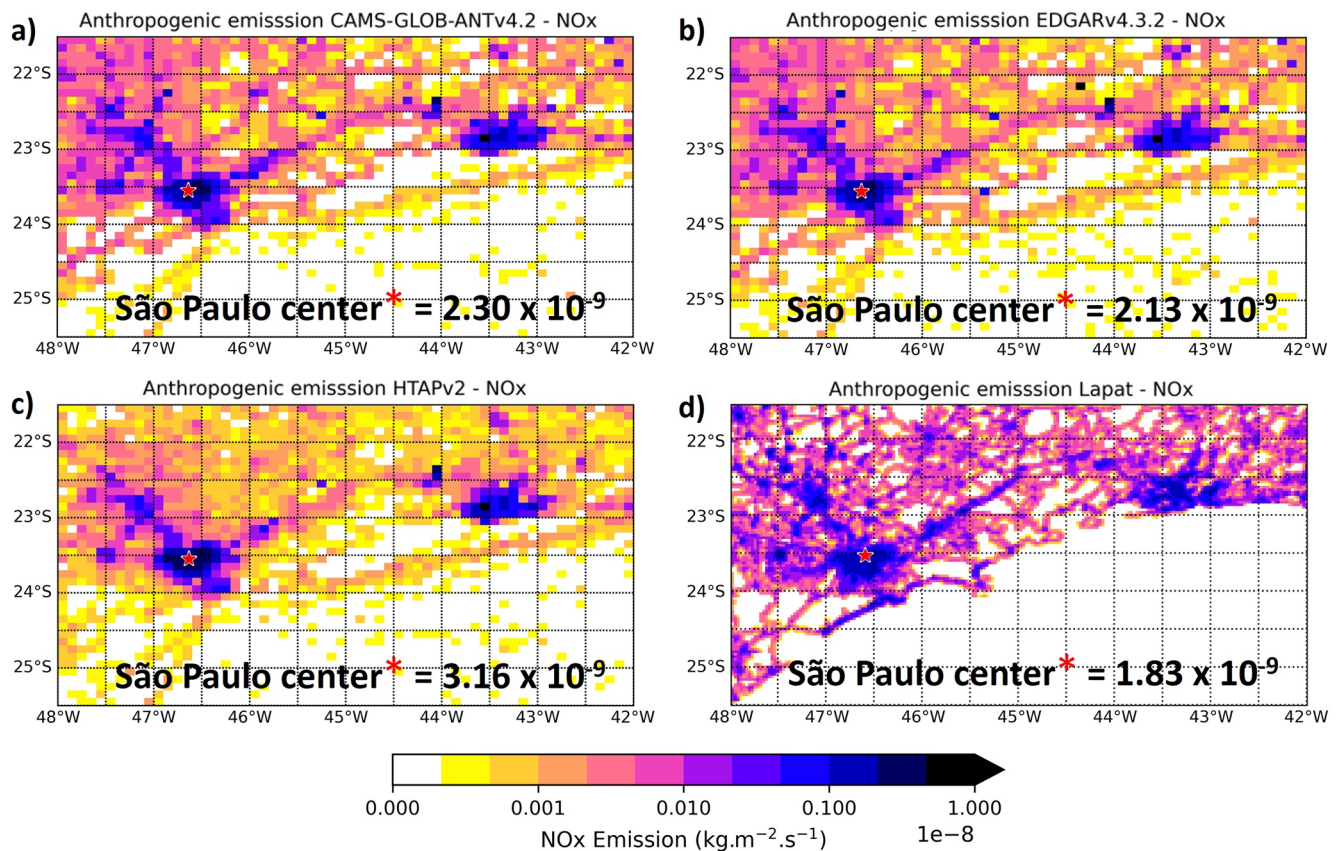 a)
Anthropogenic emisssion CAMS-GLOB-ANTv4.2 - NOx
22°S
23°S
24°S
25°S
São Paulo center* = 2.30 x 10-9
48°W 47°W 46°W 45°W 44°W 43°W 42°W
b)
Anthropogenic emisssion EDGARv4.3.2 - NOx
22°S
23°S
24°S
25°S
São Paulo center* = 2.13 x 10-9
48°W 47°W 46°W 45°W 44°W 43°W 42°W
c)
Anthropogenic emisssion HTAPv2 - NOx
22°S
23°S
24°S
25°S
São Paulo center* = 3.16 x 10-9
48°W 47°W 46°W 45°W 44°W 43°W 42°W
d)
Anthropogenic emisssion Lapat - NOx
22°S
23°S
24°S
25°S
São Paulo center* = 1.83 x 10-9
48°W 47°W 46°W 45°W 44°W 43°W 42°W
0.000 0.001 0.010 0.100 1.000
NOx Emission (kg.m−2.s−1)
1e-8